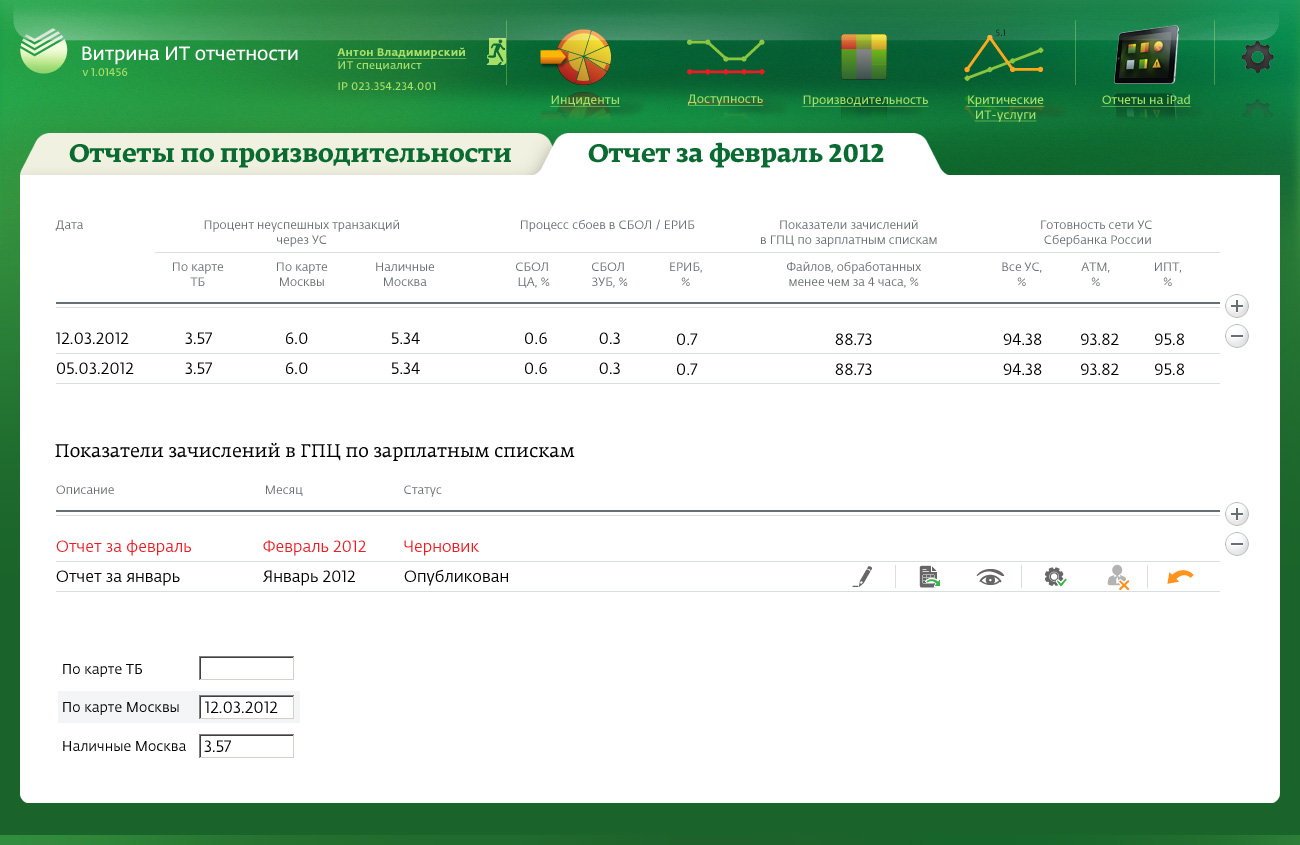 Витрина ИТ отчетности
v 1.01456
Антон Владимирский
ИТ специалист
IP 023.354.234.001
Инциденты
Доступность
Производительность
5.1
Критические
ИТ-услуги
Отчеты на iPad
Отчеты по производительности
Отчет за февраль 2012
Дата
Процент неуспешных транзакций
через УС
Процесс сбоев в СБОЛ / ЕРИБ
Показатели зачислений
в ГПЦ по зарплатным спискам
Готовность сети УС
Сбербанка России
По карте
ТБ
По карте
Москвы
Наличные
Москва
СБОЛ
ЦА, %
СБОЛ
ЗУБ, %
ЕРИБ,
%
Файлов, обработанных
менее чем за 4 часа, %
Все УС,
%
АТМ,
%
ИПТ,
%
12.03.2012 3.57 6.0 5.34 0.6 0.3 0.7 88.73 94.38 93.82 95.8
05.03.2012 3.57 6.0 5.34 0.6 0.3 0.7 88.73 94.38 93.82 95.8
Показатели зачислений в ГПЦ по зарплатным спискам
Описание Месяц Статус
Отчет за февраль Февраль 2012 Черновик
Отчет за январь Январь 2012 Опубликован
По карте ТБ
По карте Москвы 12.03.2012
Наличные Москва 3.57